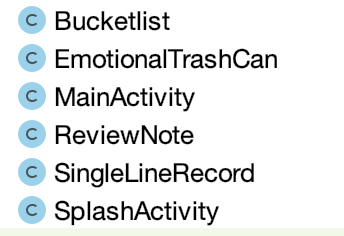 C Bucketlist
C EmotionalTrashCan
C MainActivity
C ReviewNote
C SingleLineRecord
C SplashActivity